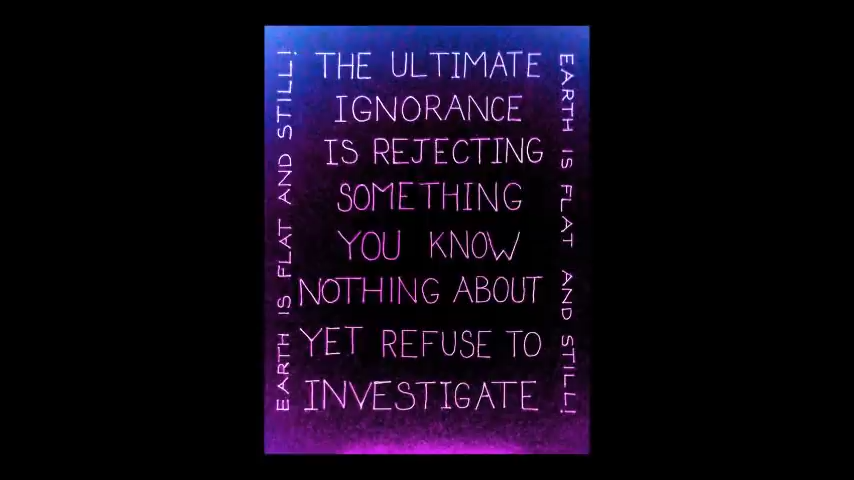 EARTH IS FLAT AND STILL!
THE ULTIMATE
IGNORANCE
IS REJECTING
SOMETHING
YOU KNOW
NOTHING ABOUT
YET REFUSE TO
INVESTIGATE
EARTH IS FLAT AND STILL!